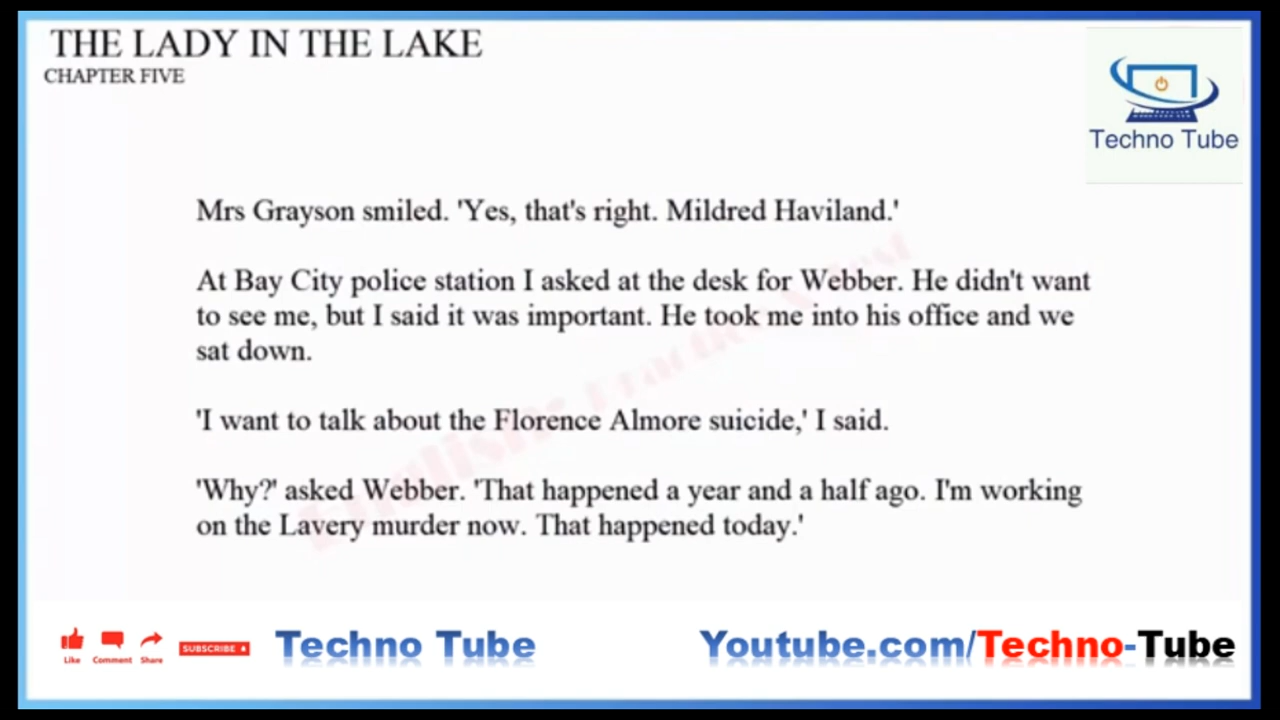 THE LADY IN THE LAKE
CHAPTER FIVE
Techno Tube
Mrs Grayson smiled. 'Yes, that's right. Mildred Haviland.'
At Bay City police station I asked at the desk for Webber. He didn't want
to see me, but I said it was important. He took me into his office and we
sat down.
'I want to talk about the Florence Almore suicide,' I said.
'Why?' asked Webber. 'That happened a year and a half ago. I'm working
on the Lavery murder now. That happened today.'
Like Comment Share SUBSCRIBE
Techno Tube
Youtube.com/Techno-Tube